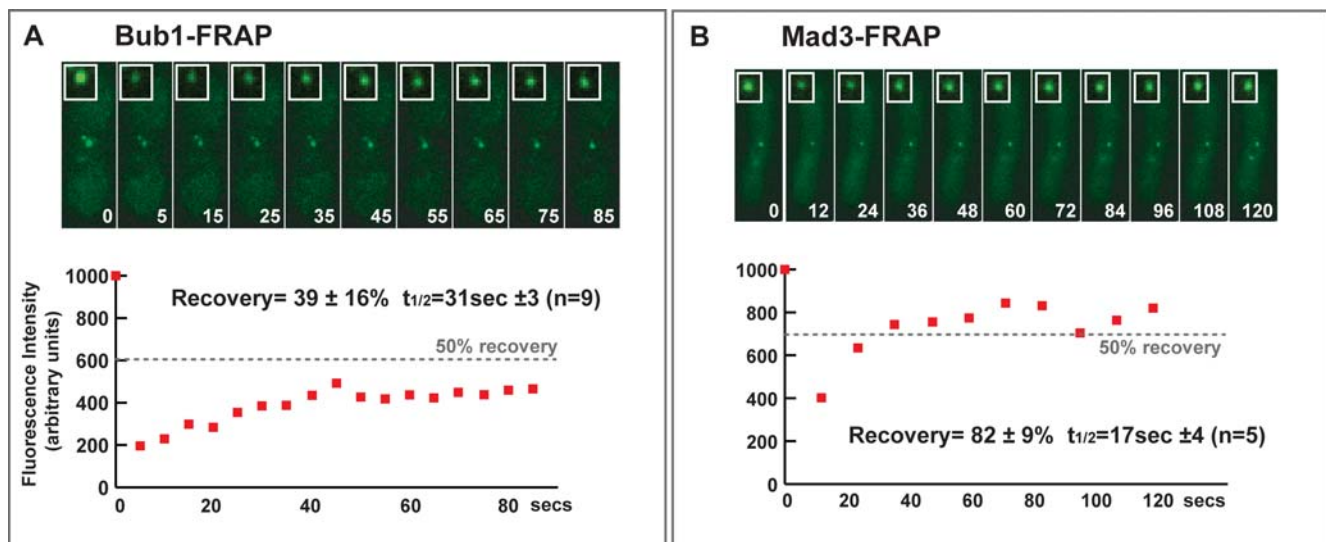 A Bub1-FRAP
0 5 15 25 35 45 55 65 75 85
Fluorescence Intensity
(arbitrary units)
1000
800
600
400
200
0
Recovery= 39 ± 16% t1/2=31sec ±3 (n=9)
50% recovery
0 20 40 60 80 secs
B Mad3-FRAP
0 12 24 36 48 60 72 84 96 108 120
1000
800
600
400
200
0
50% recovery
Recovery= 82 ± 9% t1/2=17sec ±4 (n=5)
0 20 40 60 80 100 120 secs